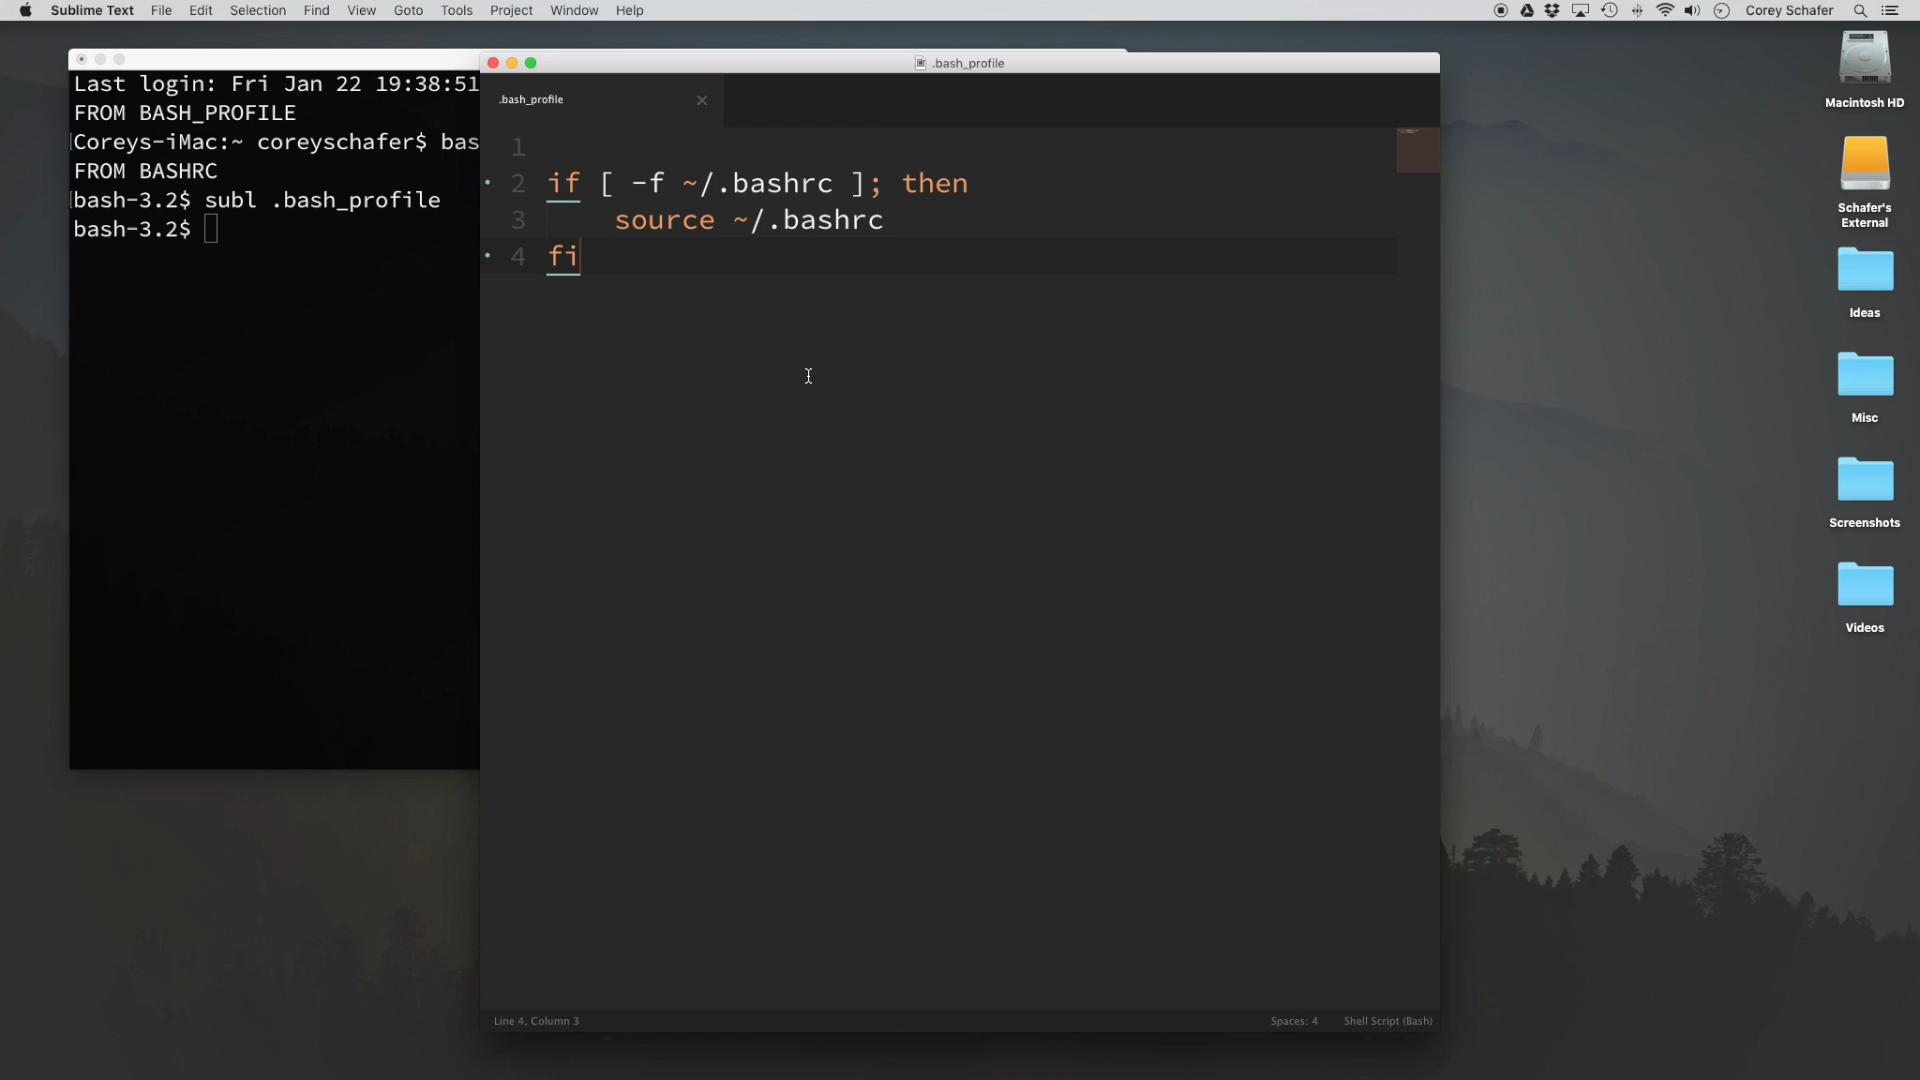 Sublime Text File Edit Selection Find View Goto Tools Project Window Help Corey Schafer
Last login: Fri Jan 22 19:38:51
FROM BASH_PROFILE
Coreys-iMac:~ coreyschafer$ bas
FROM BASHRC
bash-3.2$ subl .bash_profile
bash-3.2$
.bash_profile
.bash_profile
1
2 if [ -f ~/.bashrc ]; then
3 source ~/.bashrc
4 fi
Line 4, Column 3 Spaces: 4 Shell Script (Bash)
Macintosh HD
Schafer's
External
Ideas
Misc
Screenshots
Videos